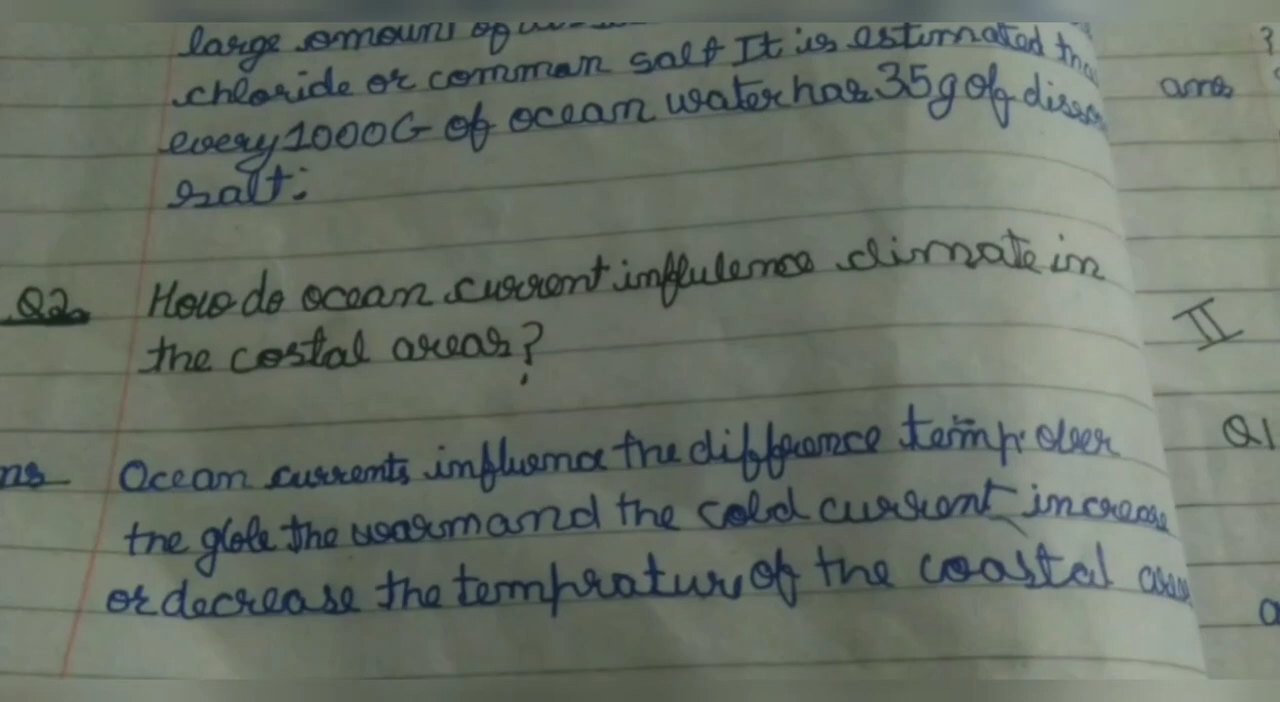 large amount of
chloride or common salt It is estimated tha
every 1000G of ocean water has 35g of disso
salt:
Q2. How do ocean current influlence climate in
the costal areas?
ns Ocean currents influence the diffrence temp. over
the globe the warm and the cold current increase
or decrease the temprature of the coastal area
ans
II
Q1